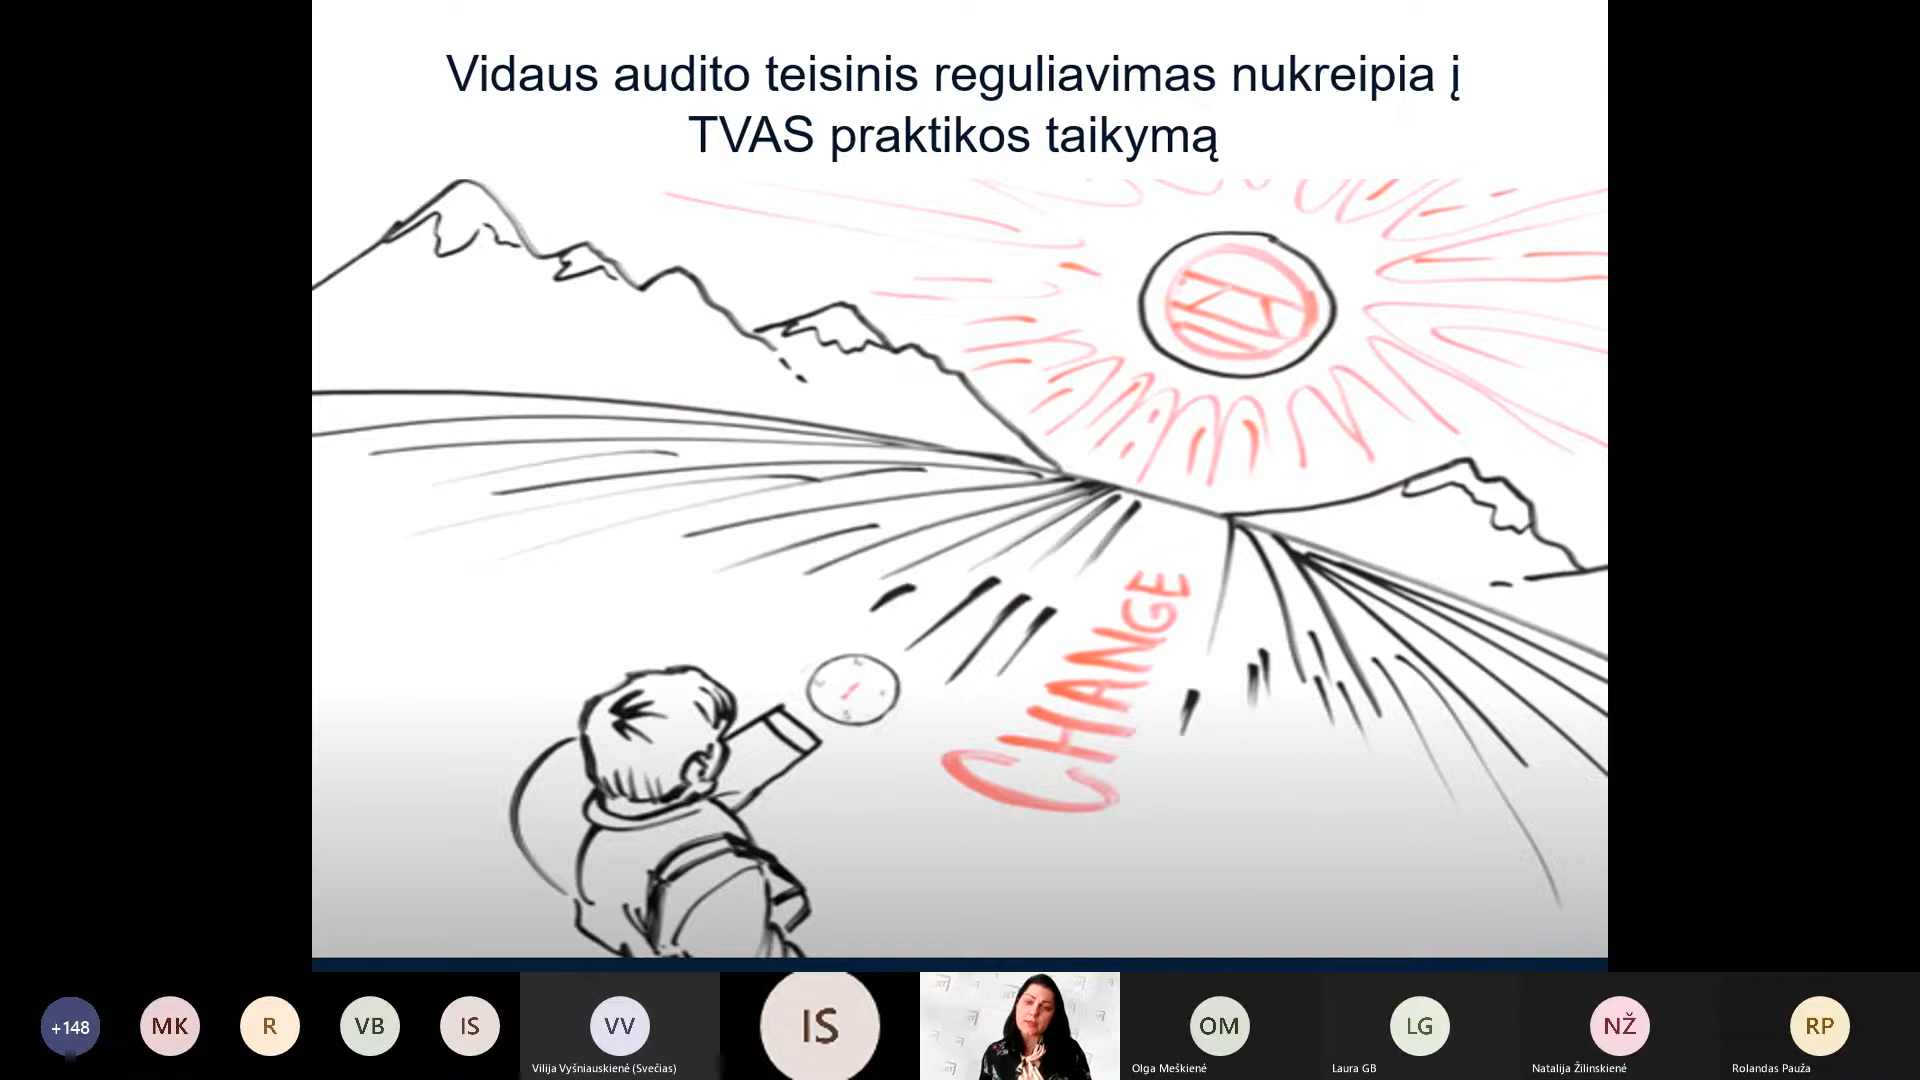 Vidaus audito teisinis reguliavimas nukreipia į
TVAS praktikos taikymą
CHANGE
+148
MK
R
VB
IS
VV
IS
OM
LG
NŽ
RP
Vilija Vyšniauskienė (Svečias)
Olga Meškienė
Laura GB
Natalija Žilinskienė
Rolandas Pauža